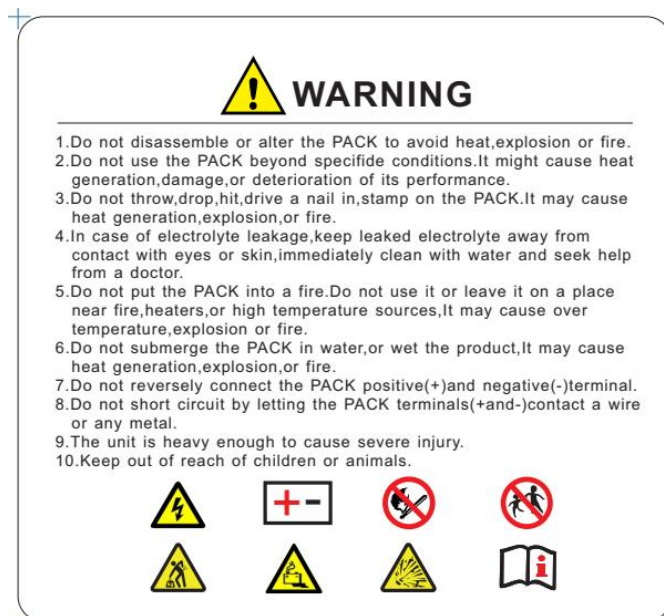 WARNING
1.Do not disassemble or alter the PACK to avoid heat,explosion or fire.
2.Do not use the PACK beyond specifide conditions.It might cause heat
generation,damage,or deterioration of its performance.
3.Do not throw,drop,hit,drive a nail in,stamp on the PACK.It may cause
heat generation,explosion,or fire.
4.In case of electrolyte leakage,keep leaked electrolyte away from
contact with eyes or skin,immediately clean with water and seek help
from a doctor.
5.Do not put the PACK into a fire.Do not use it or leave it on a place
near fire,heaters,or high temperature sources,It may cause over
temperature,explosion or fire.
6.Do not submerge the PACK in water,or wet the product,It may cause
heat generation,explosion,or fire.
7.Do not reversely connect the PACK positive(+)and negative(-)terminal.
8.Do not short circuit by letting the PACK terminals(+and-)contact a wire
or any metal.
9.The unit is heavy enough to cause severe injury.
10.Keep out of reach of children or animals.